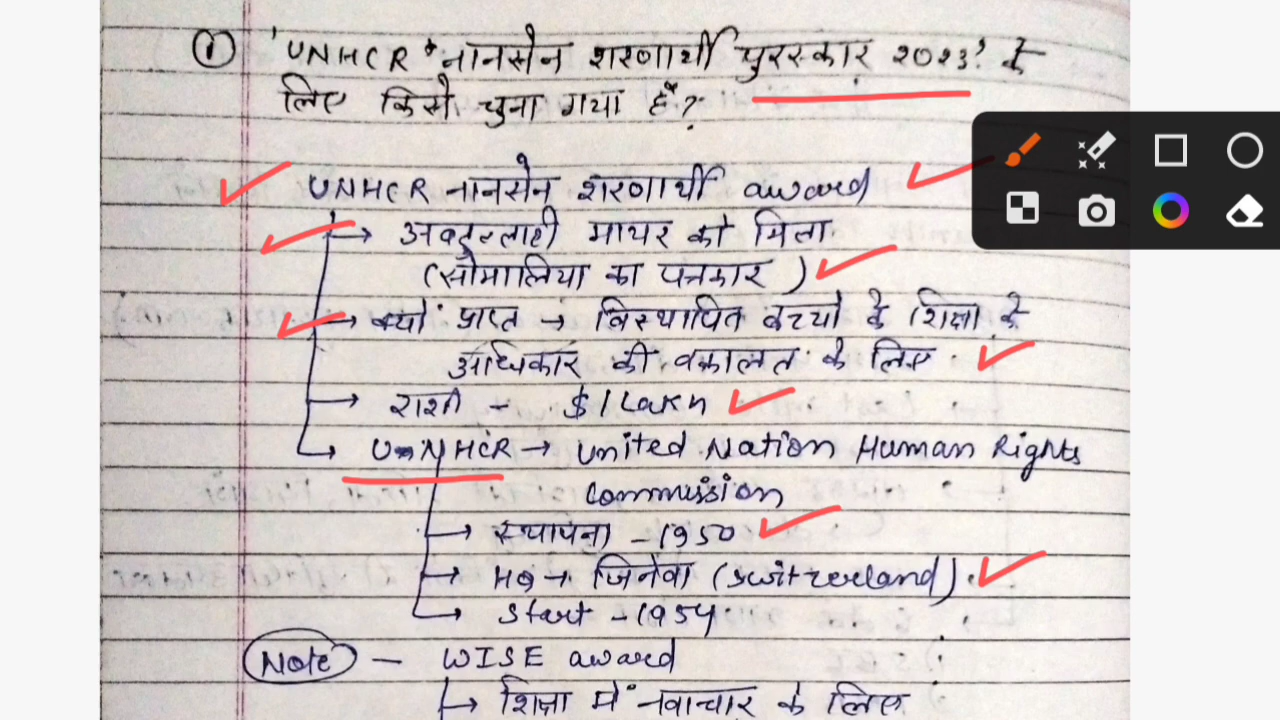 ① 'UNHCR' नानसेन शरणार्थी पुरस्कार 2023' के
लिए किसे चुना गया है?
UNHCR नानसेन शरणार्थी award
→ अबदुल्लाही मायर को मिला
(सोमालिया का पत्रकार)
→ क्यों प्राप्त → विस्थापित बच्चों के शिक्षा के
अधिकार की वकालत के लिए
→ राशी - $1 Lakh
→ UNHCR → United Nation Human Rights
Commission
→ स्थापना - 1950
→ HQ → जिनेवा (Switzerland)
→ Start - 1954
Note - WISE award
→ शिक्षा में नवाचार के लिए